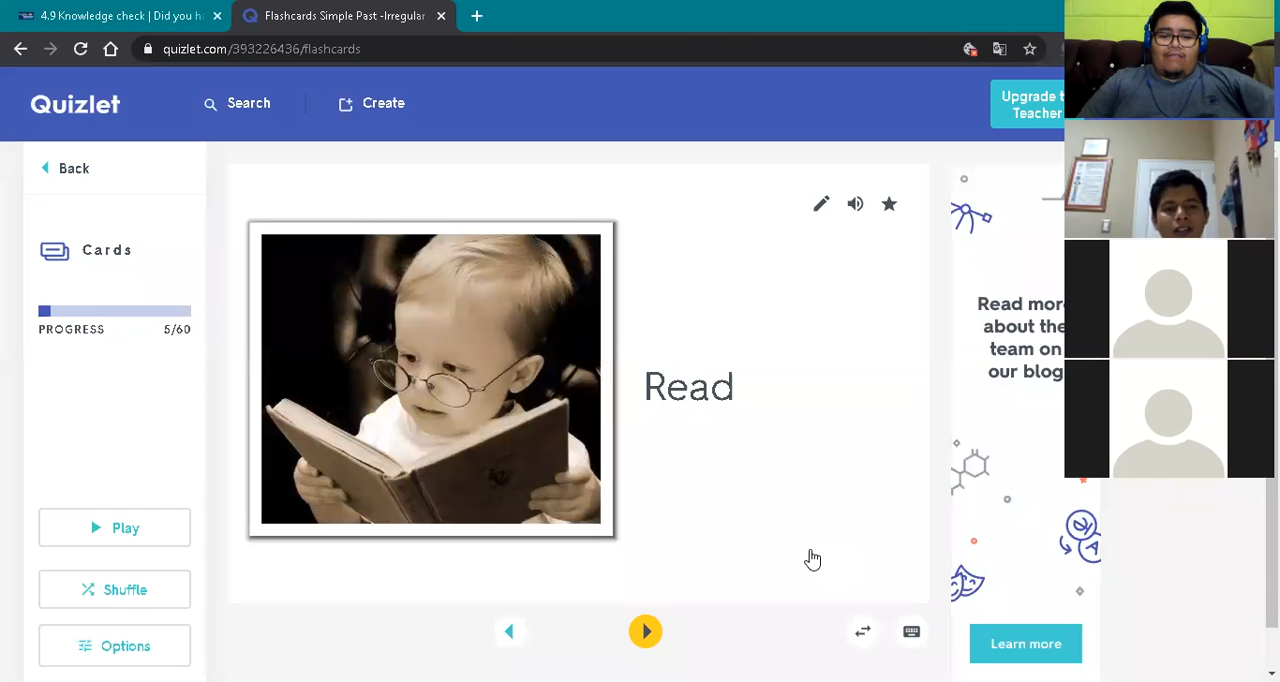 4.9 Knowledge check | Did you h
Flashcards Simple Past -Irregular
quizlet.com/393226436/flashcards
Quizlet
Search
Create
Upgrade t
Teacher
Back
Cards
PROGRESS 5/60
Read
Read mor
about the
team on
our blog
Play
Shuffle
Options
Learn more